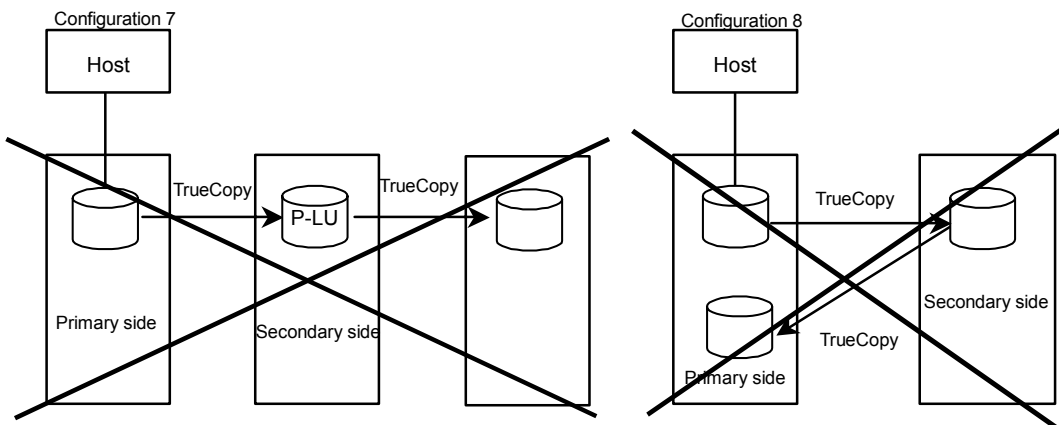 Configuration 7
Host
TrueCopy
TrueCopy
P-LU
Primary side
Secondary side
Configuration 8
Host
TrueCopy
Secondary side
TrueCopy
Primary side